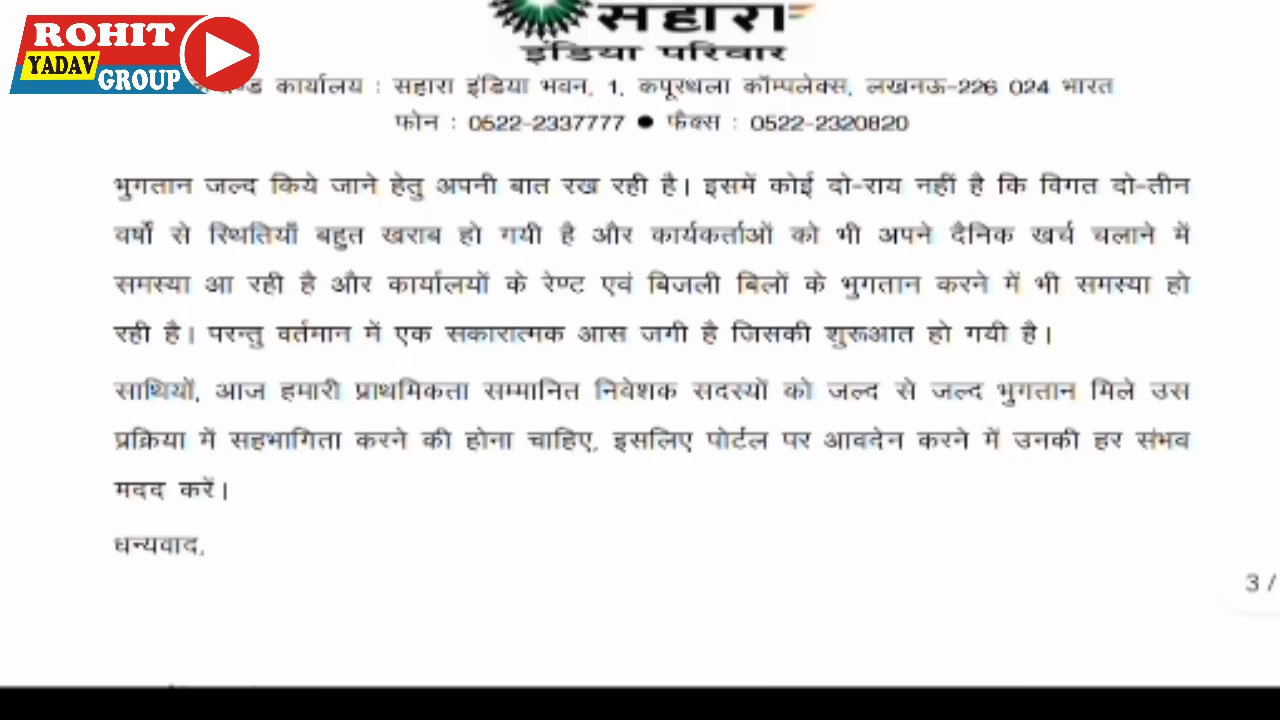 ROHIT
YADAV
GROUP
सहारा
इंडिया परिवार
कार्यालय : सहारा इंडिया भवन, 1, कपूरथला कॉम्पलेक्स, लखनऊ-226 024 भारत
फोन : 0522-2337777 ● फैक्स : 0522-2320820
भुगतान जल्द किये जाने हेतु अपनी बात रख रही है। इसमें कोई दो-राय नहीं है कि विगत दो-तीन
वर्षों से स्थितियाँ बहुत खराब हो गयी है और कार्यकर्ताओं को भी अपने दैनिक खर्च चलाने में
समस्या आ रही है और कार्यालयों के रेण्ट एवं बिजली बिलों के भुगतान करने में भी समस्या हो
रही है। परन्तु वर्तमान में एक सकारात्मक आस जगी है जिसकी शुरूआत हो गयी है।
साथियों, आज हमारी प्राथमिकता सम्मानित निवेशक सदस्यों को जल्द से जल्द भुगतान मिले उस
प्रक्रिया में सहभागिता करने की होना चाहिए, इसलिए पोर्टल पर आवदेन करने में उनकी हर संभव
मदद करें।
धन्यवाद,
3 /